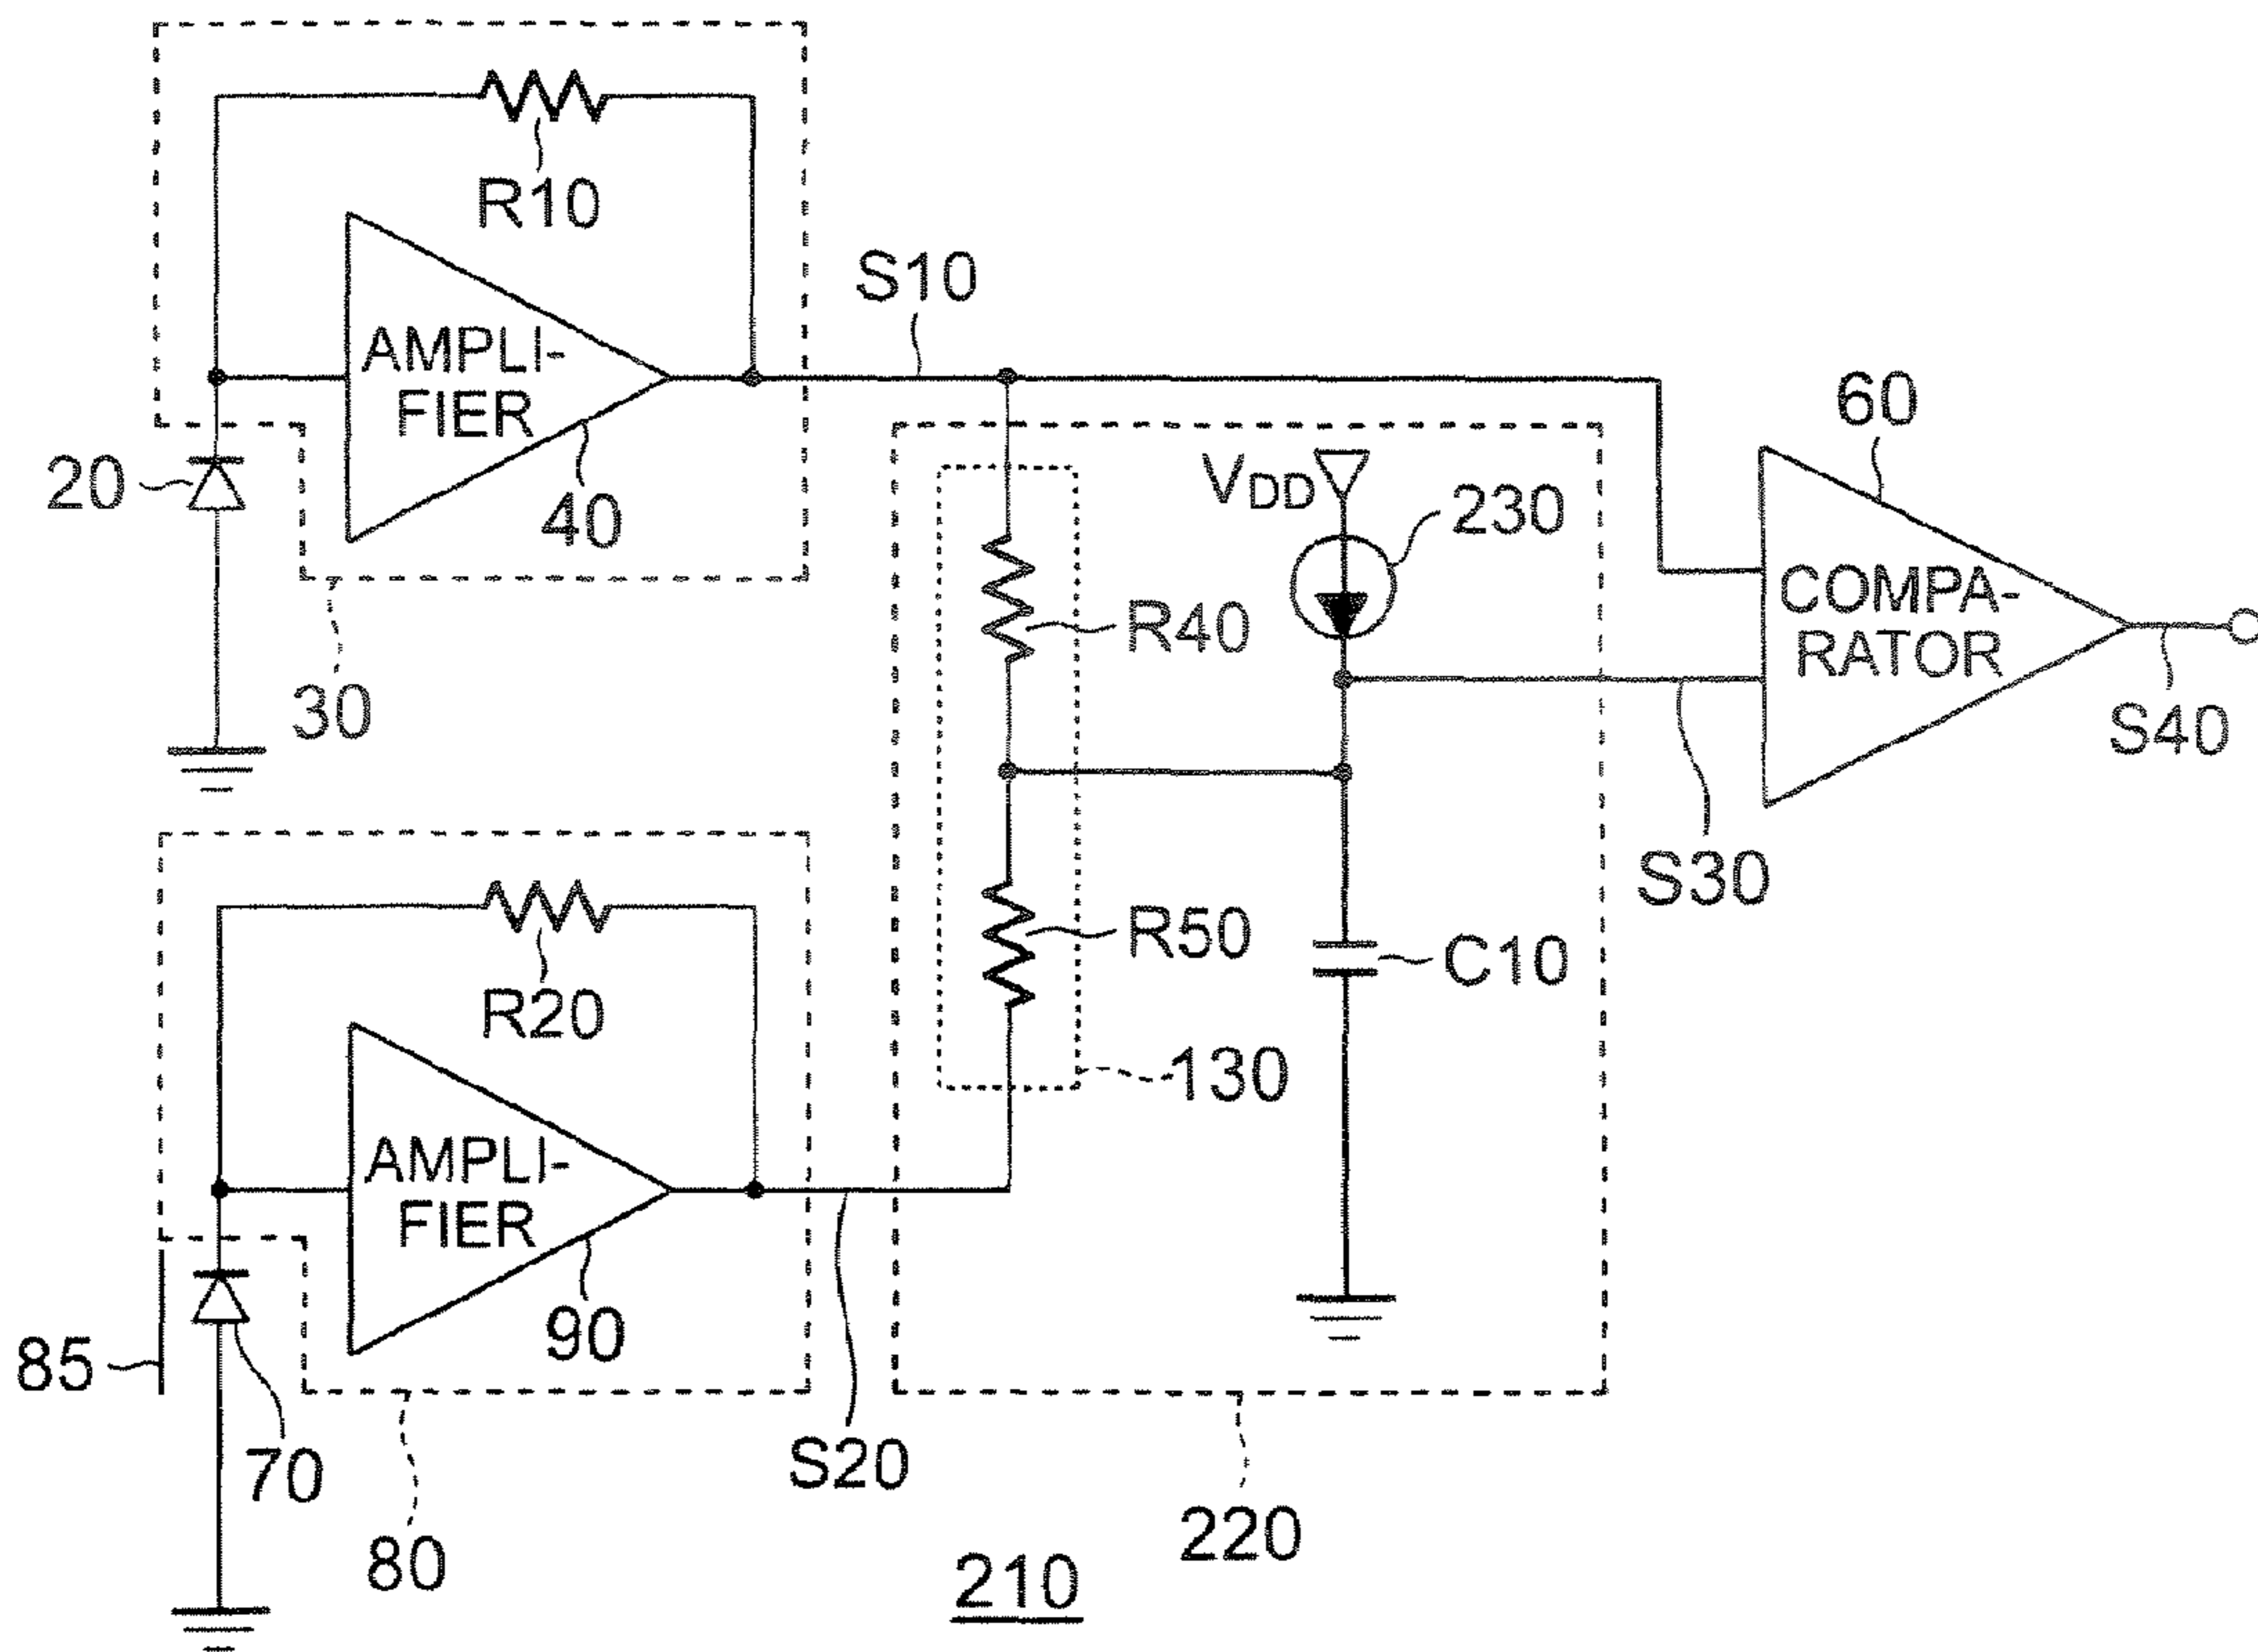 R10
AMPLI-
FIER
40
20
30
S10
VDD
230
60
COMPA-
RATOR
R40
S40
S30
R50
C10
130
R20
AMPLI-
FIER
90
85
70
80
S20
220
210